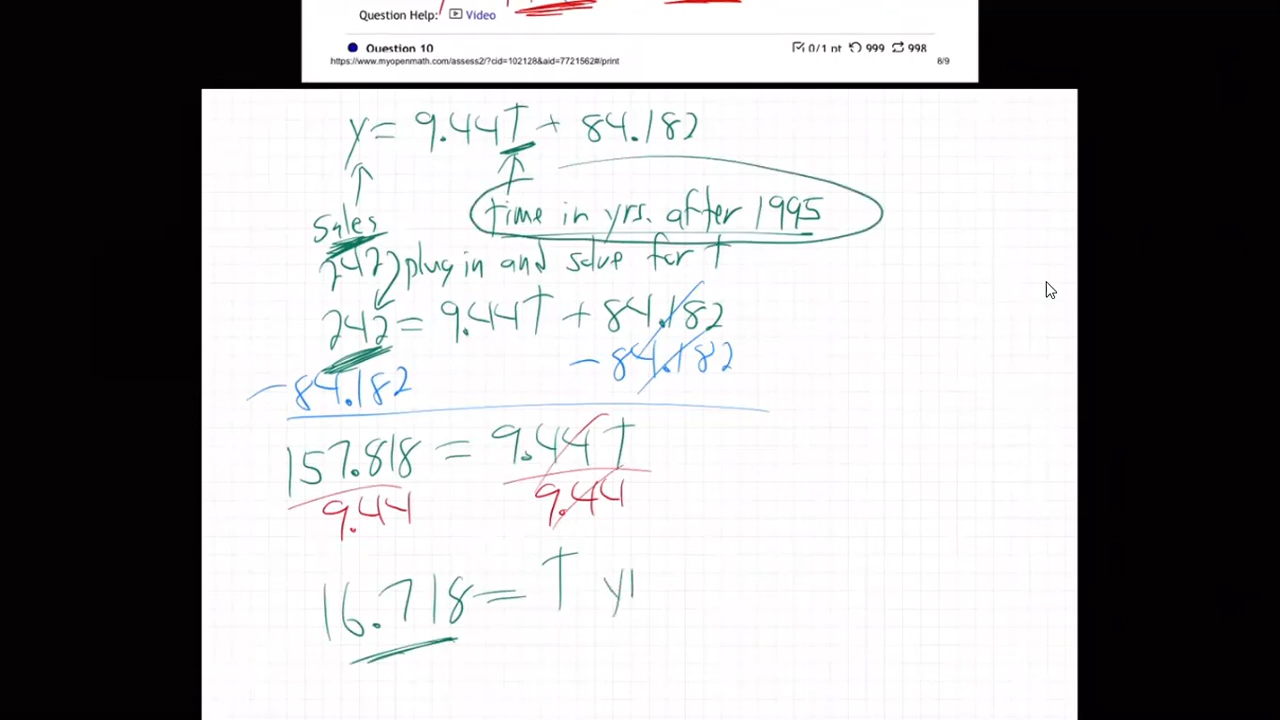 Question Help: Video
Question 10 0/1 pt 999 998
https://www.myopenmath.com/assess2/?cid=102128&aid=7721562#/print 8/9
y = 9.44T + 84.182
Sales time in yrs. after 1995
242) plug in and solve for T
242 = 9.44T + 84.182
-84.182 -84.182
157.818 = 9.44T
9.44 9.44
16.718 = T yr